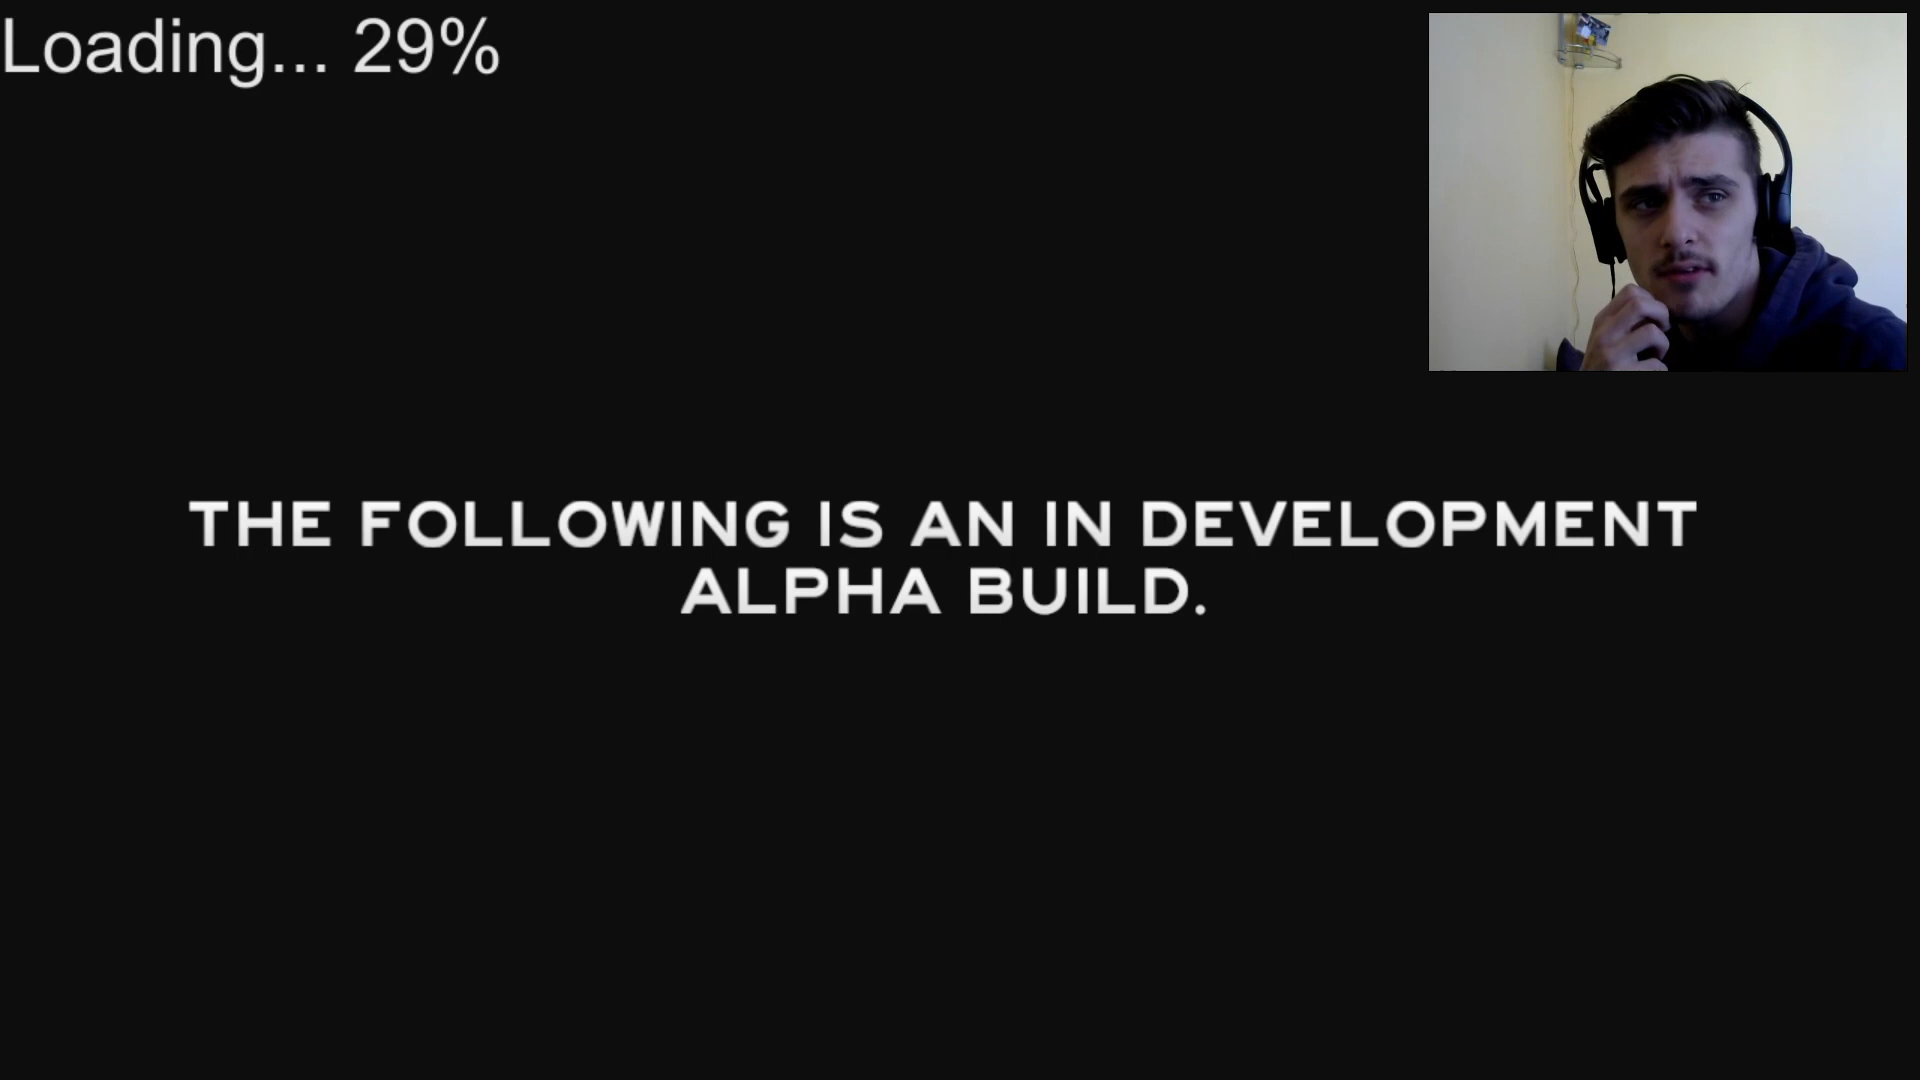 Loading... 29%
THE FOLLOWING IS AN IN DEVELOPMENT
ALPHA BUILD.